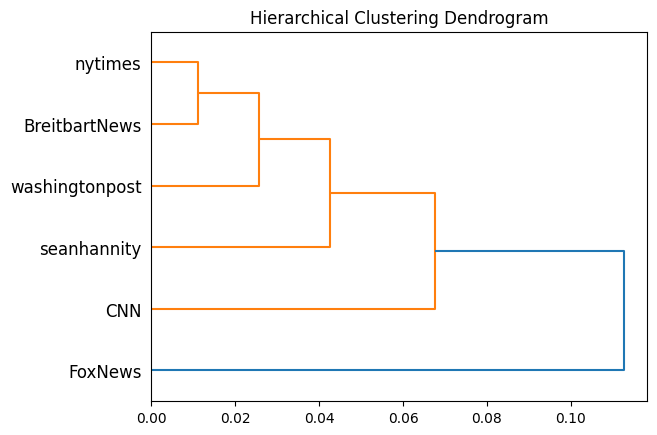 Hierarchical Clustering Dendrogram
nytimes
BreitbartNews
washingtonpost
seanhannity
CNN
FoxNews
0.00 0.02 0.04 0.06 0.08 0.10